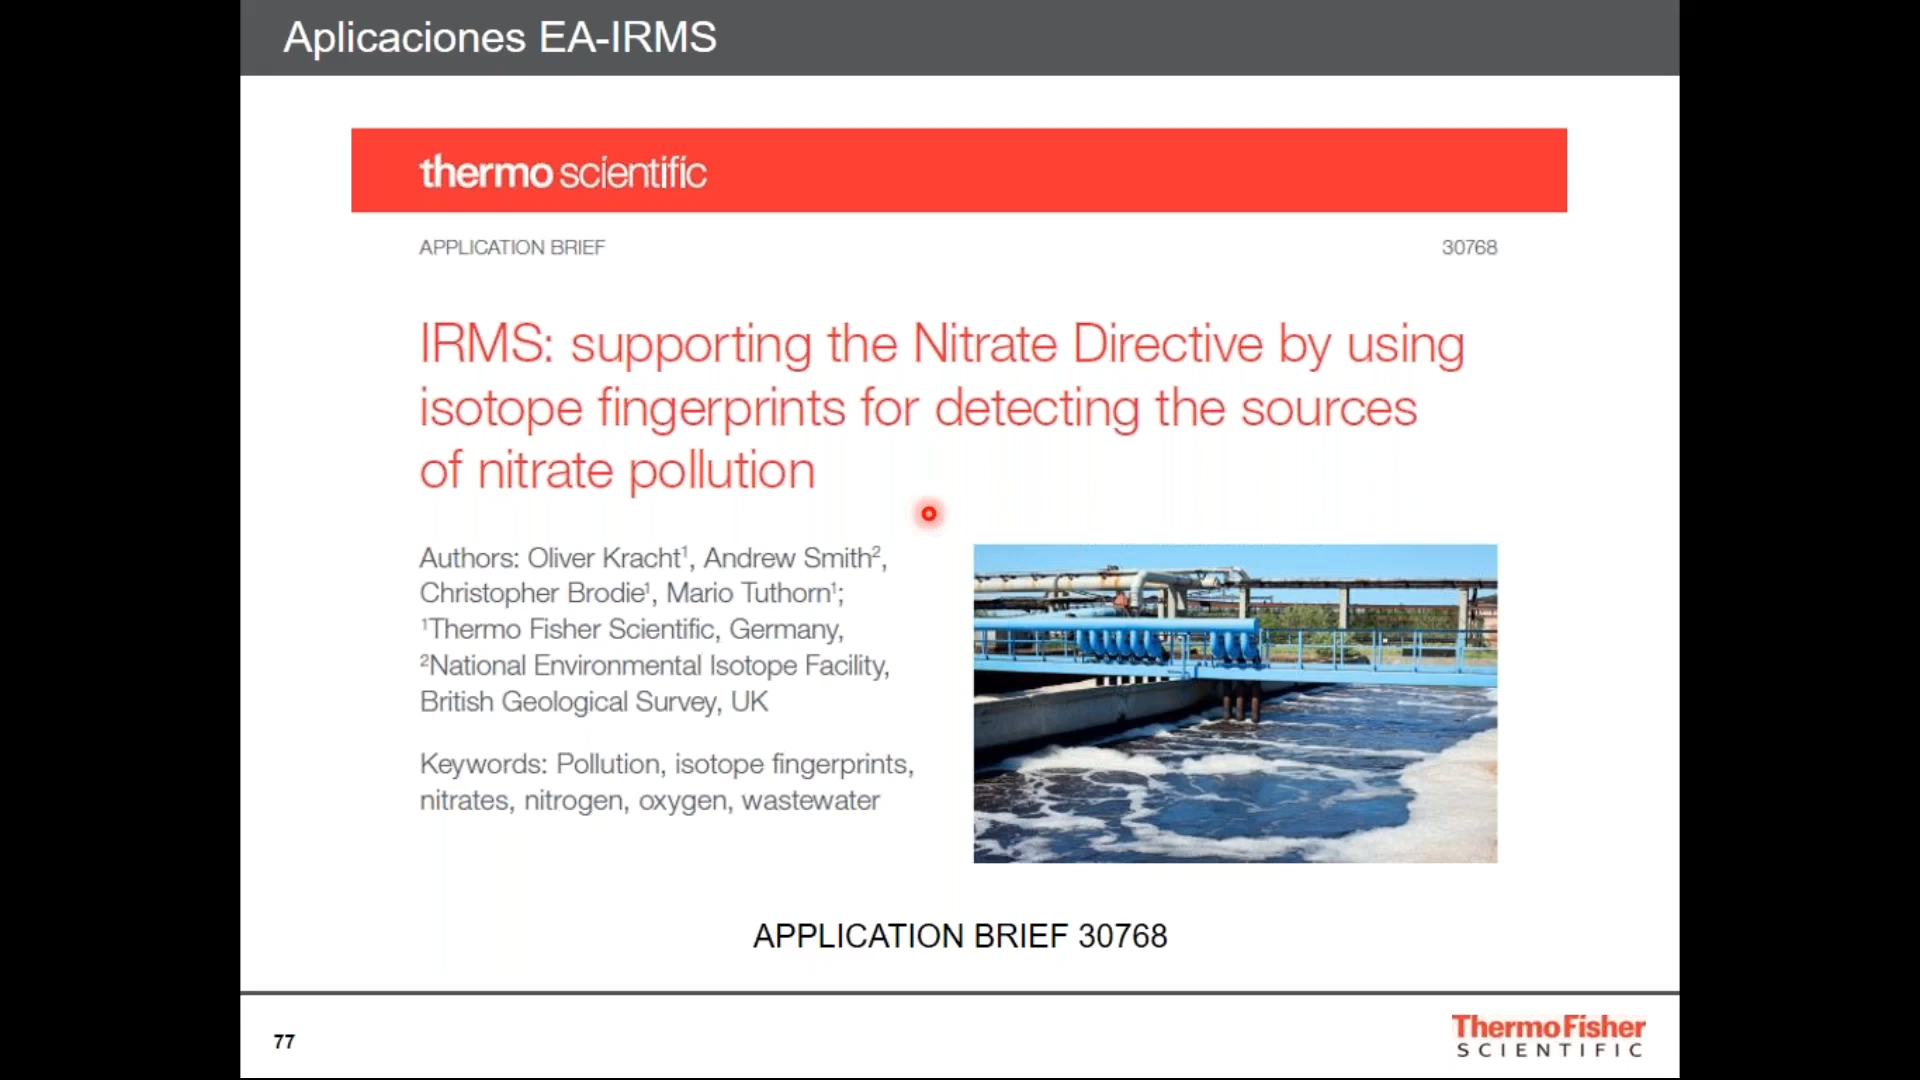 Aplicaciones EA-IRMS
thermo scientific
APPLICATION BRIEF 30768
IRMS: supporting the Nitrate Directive by using
isotope fingerprints for detecting the sources
of nitrate pollution
Authors: Oliver Kracht¹, Andrew Smith²,
Christopher Brodie¹, Mario Tuthorn¹;
¹Thermo Fisher Scientific, Germany,
²National Environmental Isotope Facility,
British Geological Survey, UK
Keywords: Pollution, isotope fingerprints,
nitrates, nitrogen, oxygen, wastewater
APPLICATION BRIEF 30768
77
ThermoFisher
SCIENTIFIC